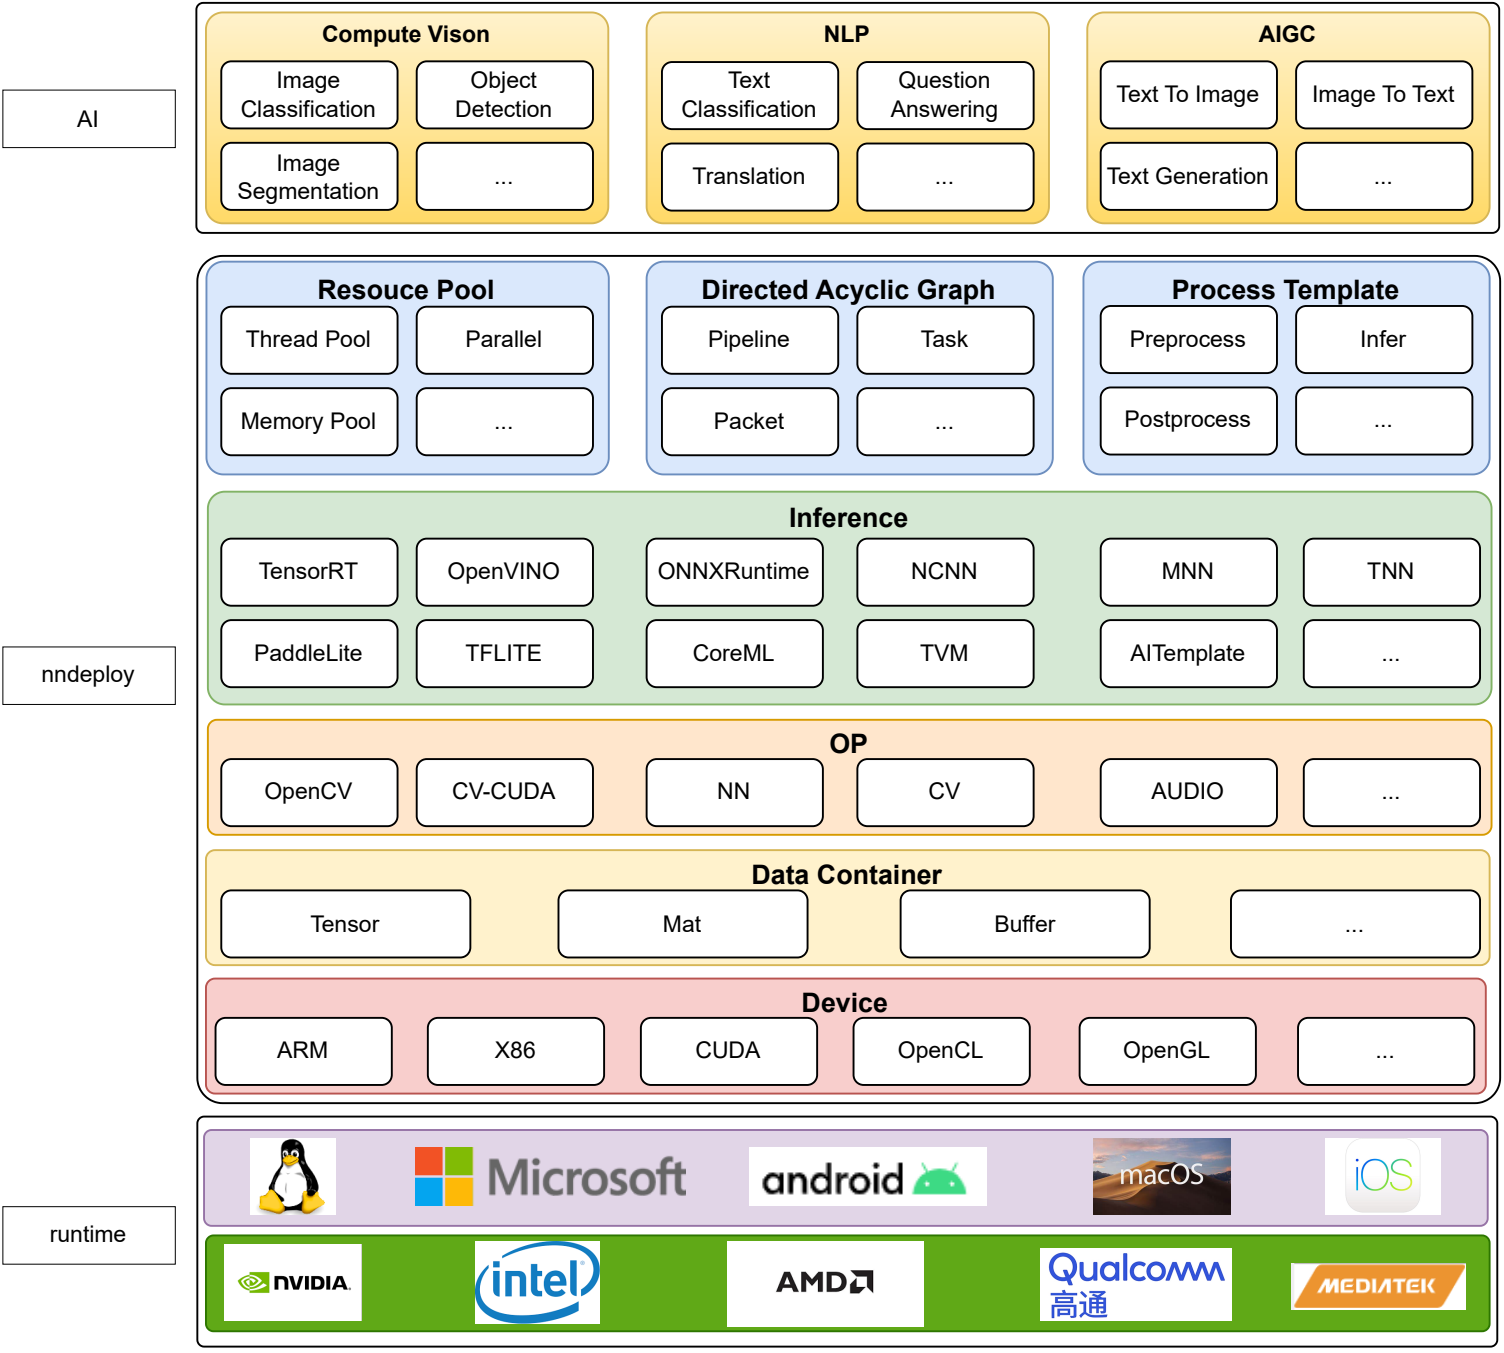 AI
Compute Vison
Image
Classification
Object
Detection
Image
Segmentation
...
NLP
Text
Classification
Question
Answering
Translation
...
AIGC
Text To Image
Image To Text
Text Generation
...
nndeploy
Resouce Pool
Thread Pool
Parallel
Memory Pool
...
Directed Acyclic Graph
Pipeline
Task
Packet
...
Process Template
Preprocess
Infer
Postprocess
...
Inference
TensorRT
OpenVINO
ONNXRuntime
NCNN
MNN
TNN
PaddleLite
TFLITE
CoreML
TVM
AITemplate
...
OP
OpenCV
CV-CUDA
NN
CV
AUDIO
...
Data Container
Tensor
Mat
Buffer
...
Device
ARM
X86
CUDA
OpenCL
OpenGL
...
runtime
Microsoft
android
macOS
iOS
NVIDIA.
intel
AMD
Qualcomm
高通
MEDIATEK